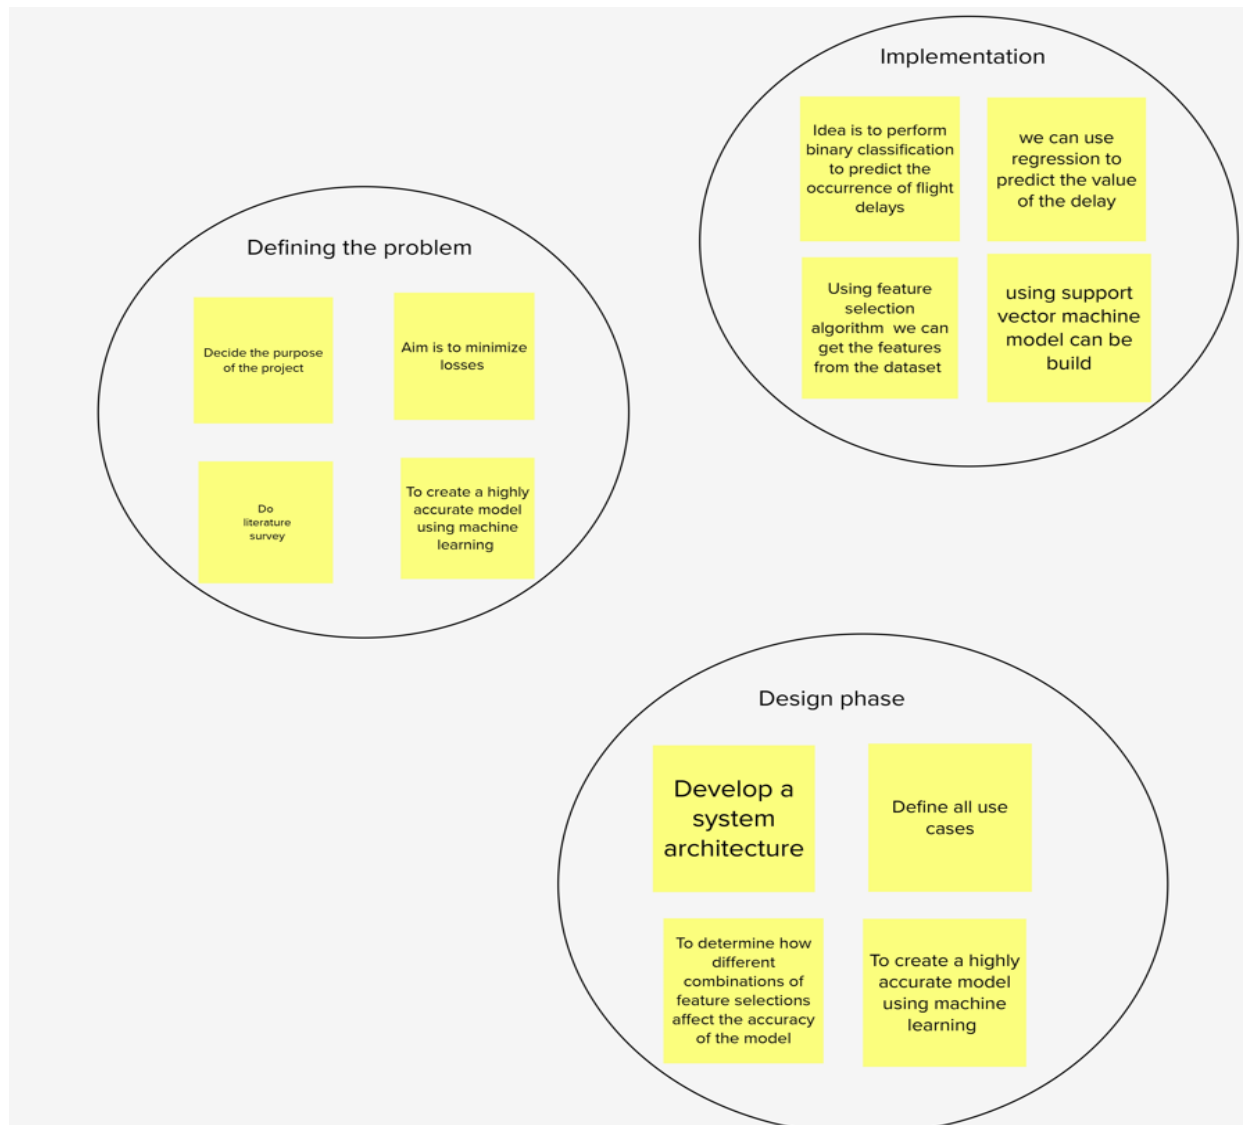 Implementation
Idea is to perform
binary classification
to predict the
occurrence of flight
delays
we can use
regression to
predict the value
of the delay
Using feature
selection
algorithm  we can
get the features
from the dataset
using support
vector machine
model can be
build
Defining the problem
Decide the purpose
of the project
Aim is to minimize
losses
Do
literature
survey
To create a highly
accurate model
using machine
learning
Design phase
Develop a
system
architecture
Define all use
cases
To determine how
different
combinations of
feature selections
affect the accuracy
of the model
To create a highly
accurate model
using machine
learning